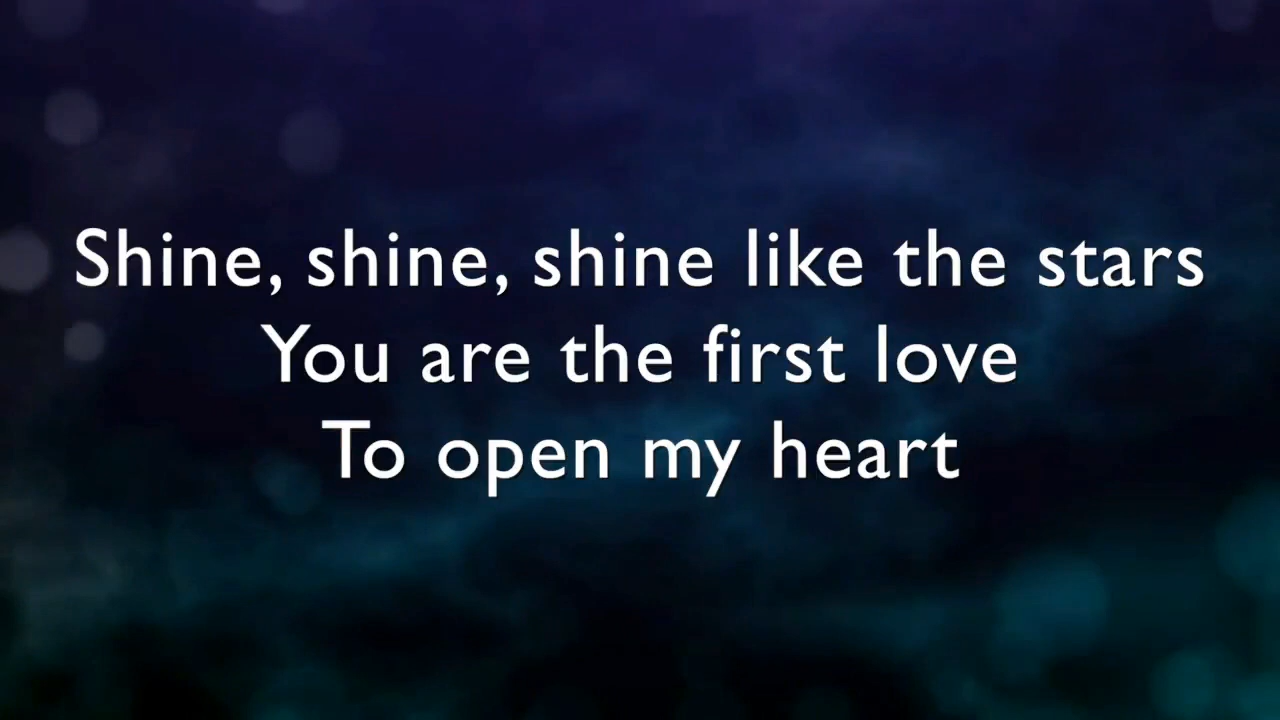 Shine, shine, shine like the stars
You are the first love
To open my heart